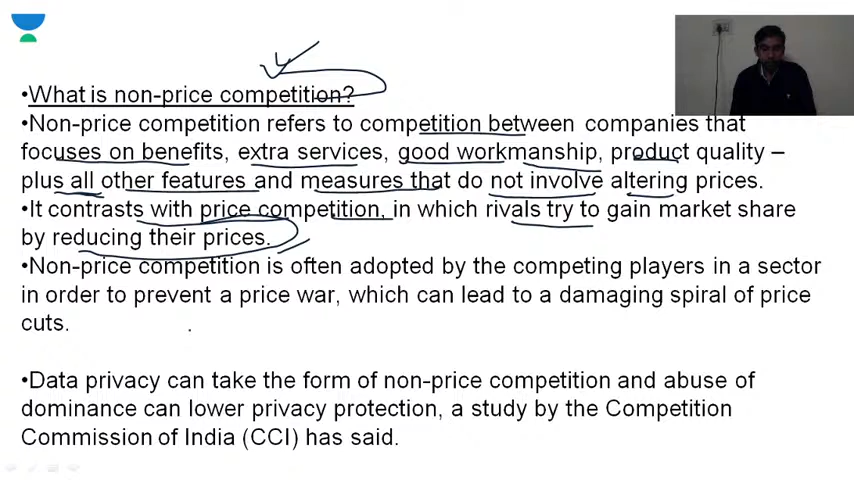 •What is non-price competition?
•Non-price competition refers to competition between companies that
focuses on benefits, extra services, good workmanship, product quality –
plus all other features and measures that do not involve altering prices.
•It contrasts with price competition, in which rivals try to gain market share
by reducing their prices.
•Non-price competition is often adopted by the competing players in a sector
in order to prevent a price war, which can lead to a damaging spiral of price
cuts.
•Data privacy can take the form of non-price competition and abuse of
dominance can lower privacy protection, a study by the Competition
Commission of India (CCI) has said.